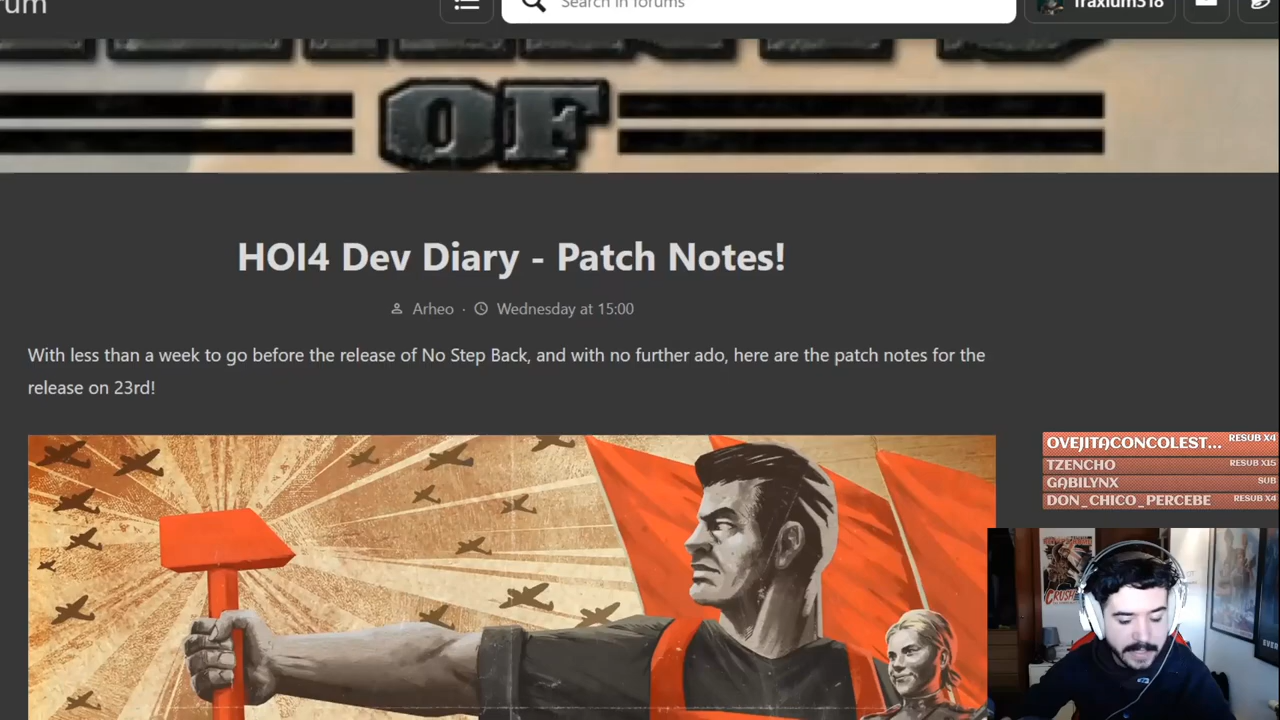 rum
Search in forums
fraxium318
OF
HOI4 Dev Diary - Patch Notes!
Arheo · Wednesday at 15:00
With less than a week to go before the release of No Step Back, and with no further ado, here are the patch notes for the
release on 23rd!
OVEJITACONCOLEST... RESUB X4
TZENCHO RESUB X15
GABILYNX SUB
DON_CHICO_PERCEBE RESUB X4